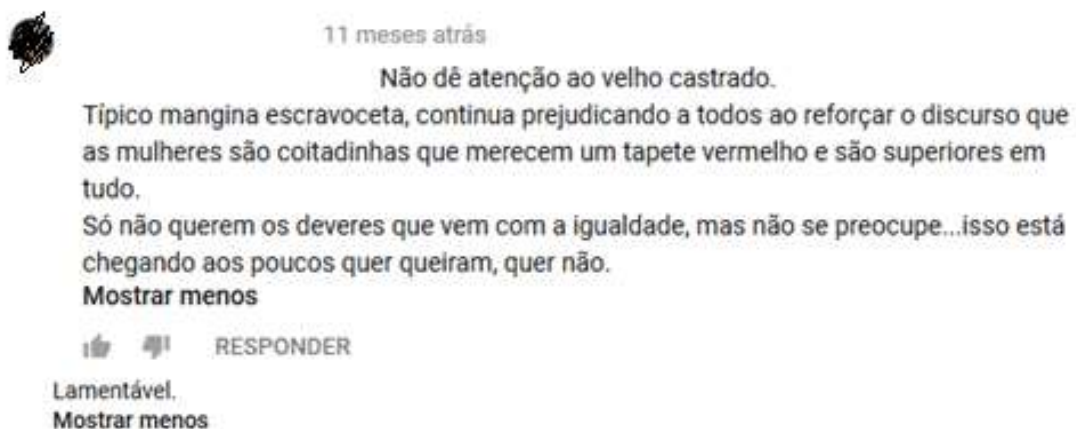 11 meses atrás
Não dê atenção ao velho castrado.
Típico mangina escravoceta, continua prejudicando a todos ao reforçar o discurso que
as mulheres são coitadinhas que merecem um tapete vermelho e são superiores em
tudo.
Só não querem os deveres que vem com a igualdade, mas não se preocupe...isso está
chegando aos poucos quer queiram, quer não.
Mostrar menos
RESPONDER
Lamentável.
Mostrar menos